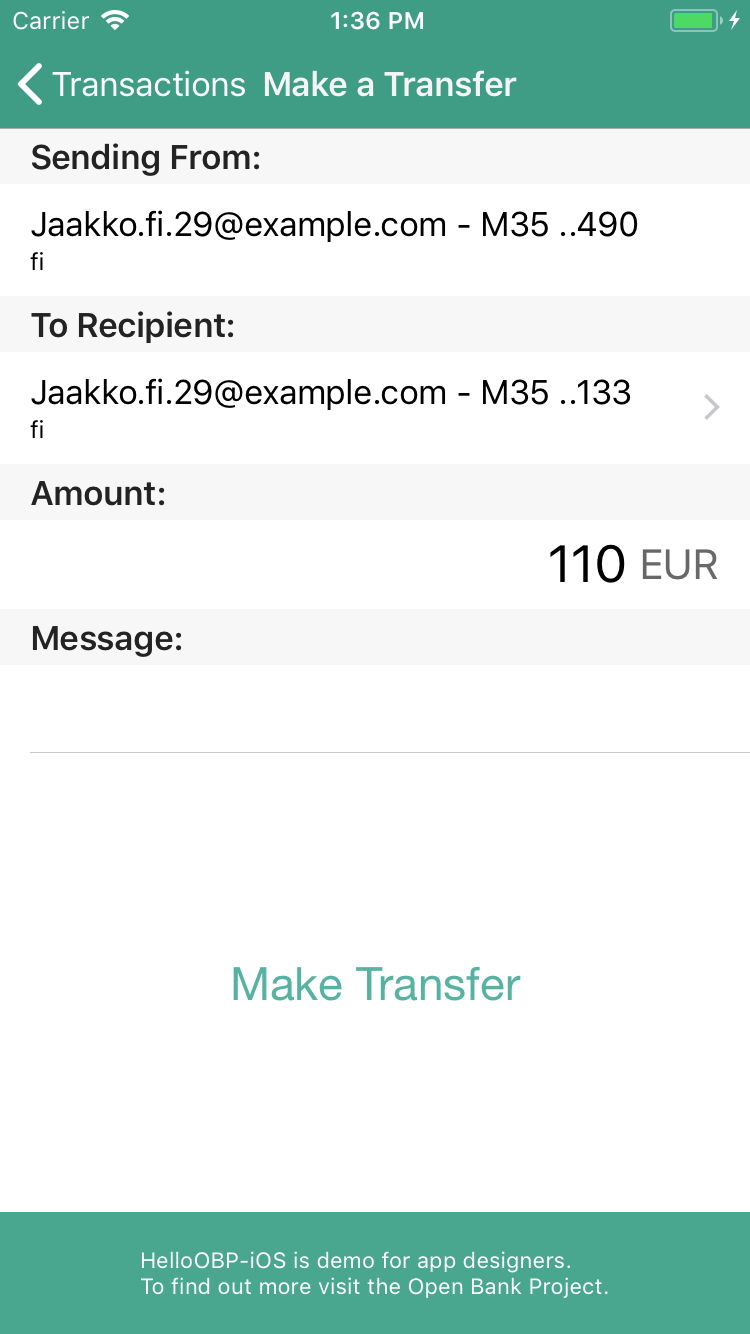 Carrier 1:36 PM
Transactions Make a Transfer
Sending From:
Jaakko.fi.29@example.com - M35 ..490
fi
To Recipient:
Jaakko.fi.29@example.com - M35 ..133
fi
Amount:
110 EUR
Message:
Make Transfer
HelloOBP-iOS is demo for app designers.
To find out more visit the Open Bank Project.